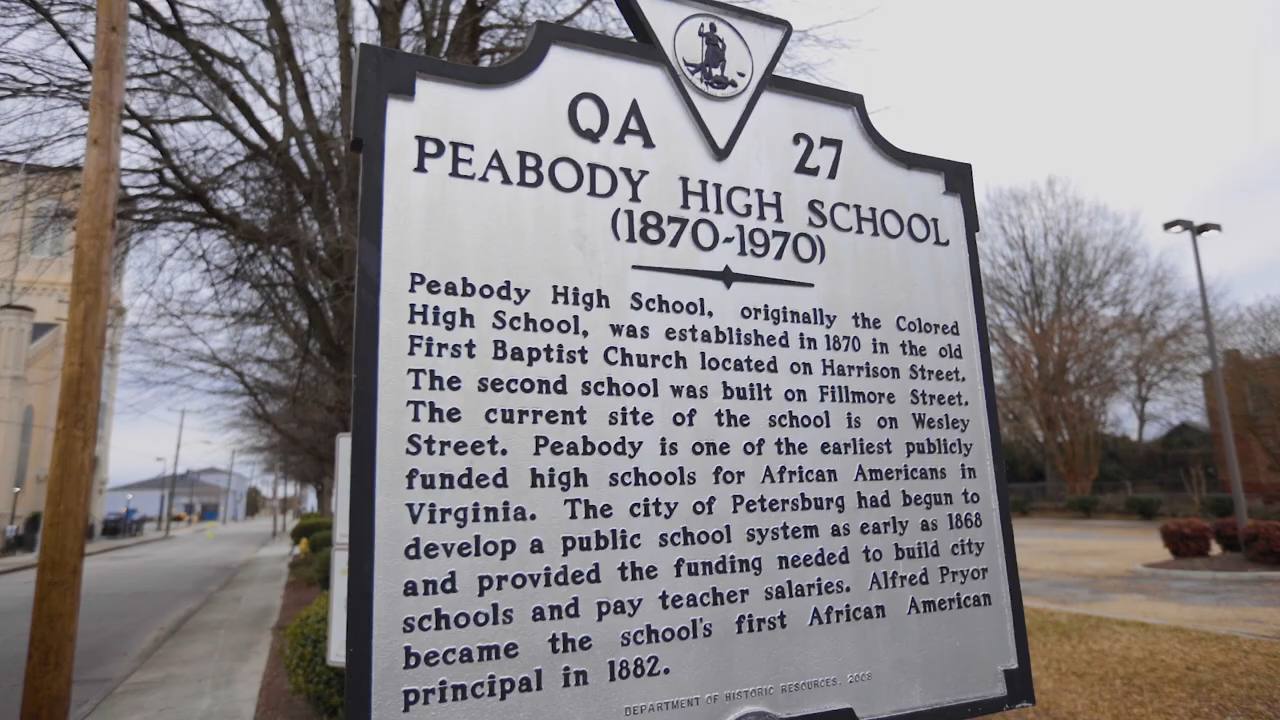 QA 27
PEABODY HIGH SCHOOL
(1870-1970)
Peabody High School, originally the Colored
High School, was established in 1870 in the old
First Baptist Church located on Harrison Street.
The second school was built on Fillmore Street.
The current site of the school is on Wesley
Street. Peabody is one of the earliest publicly
funded high schools for African Americans in
Virginia. The city of Petersburg had begun to
develop a public school system as early as 1868
and provided the funding needed to build city
schools and pay teacher salaries. Alfred Pryor
became the school's first African American
principal in 1882.
DEPARTMENT OF HISTORIC RESOURCES, 2008